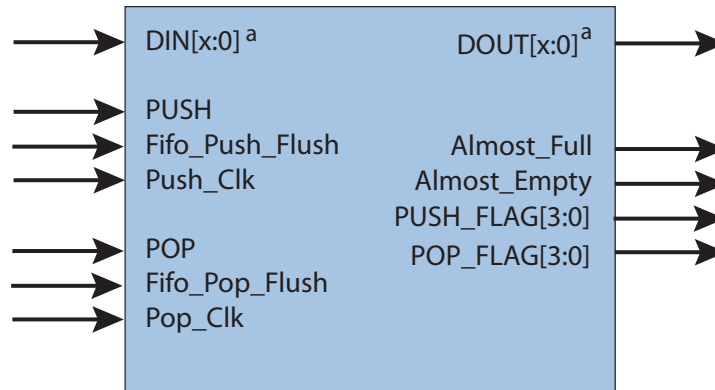 DIN[x:0] a
DOUT[x:0] a
PUSH
Fifo_Push_Flush
Almost_Full
Push_Clk
Almost_Empty
PUSH_FLAG[3:0]
POP
POP_FLAG[3:0]
Fifo_Pop_Flush
Pop_Clk